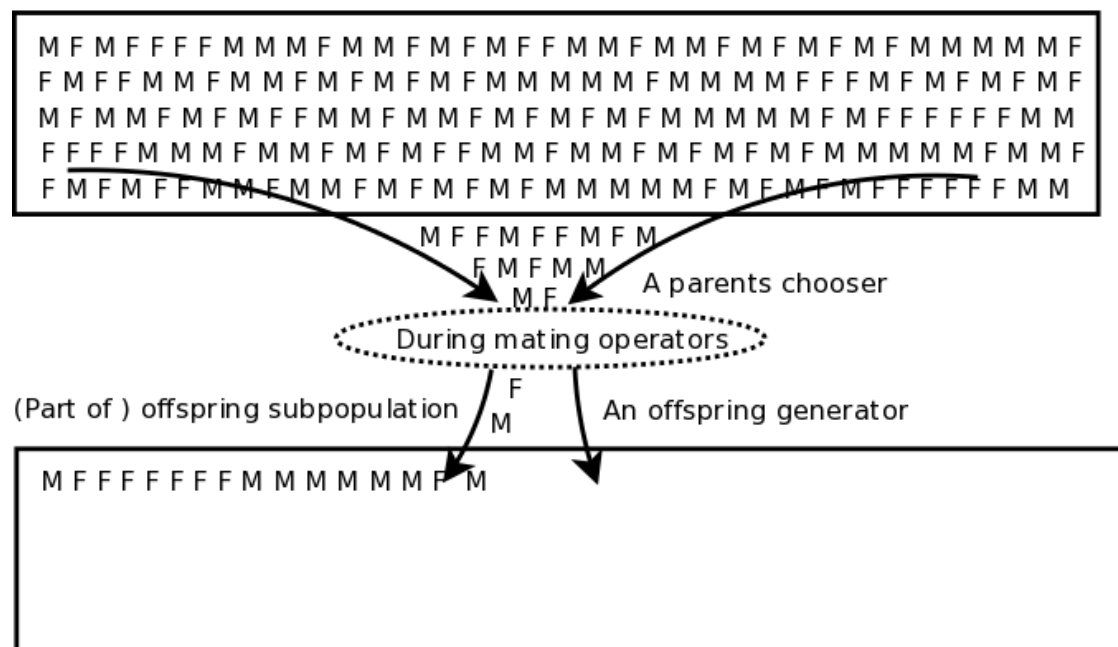 M F M F F F F M M M F M M F M F M F F M M F M M F M F M F M F M M M M M F
F M F F M M F M M F M F M F M F M M M M M F M M M M F F F M F M F M F M F
M F M M F M F M F F M M F M M F M F M F M F M M M M M F M F F F F F F M M
F F F F M M M F M M F M F M F F M M F M M F M F M F M F M M M M M F M M F
F M F M F F M M F M M F M F M F M F M M M M M F M F M F M F F F F F F M M
M F F M F F M F M
F M F M M
M F
A parents chooser
During mating operators
F
(Part of ) offspring subpopulation
An offspring generator
M
M F F F F F F F M M M M M M M F M